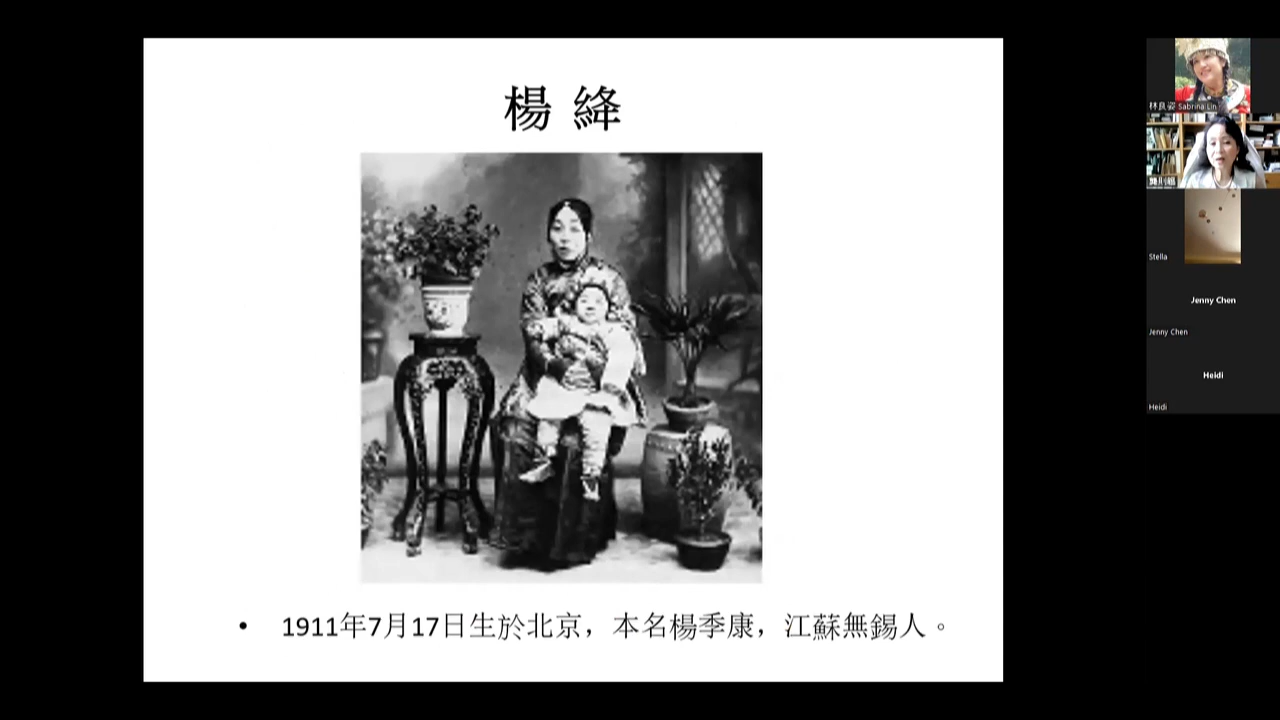 楊 絳
• 1911年7月17日生於北京，本名楊季康，江蘇無錫人。
林良姿 Sabrina Lin
Stella
Jenny Chen
Jenny Chen
Heidi
Heidi